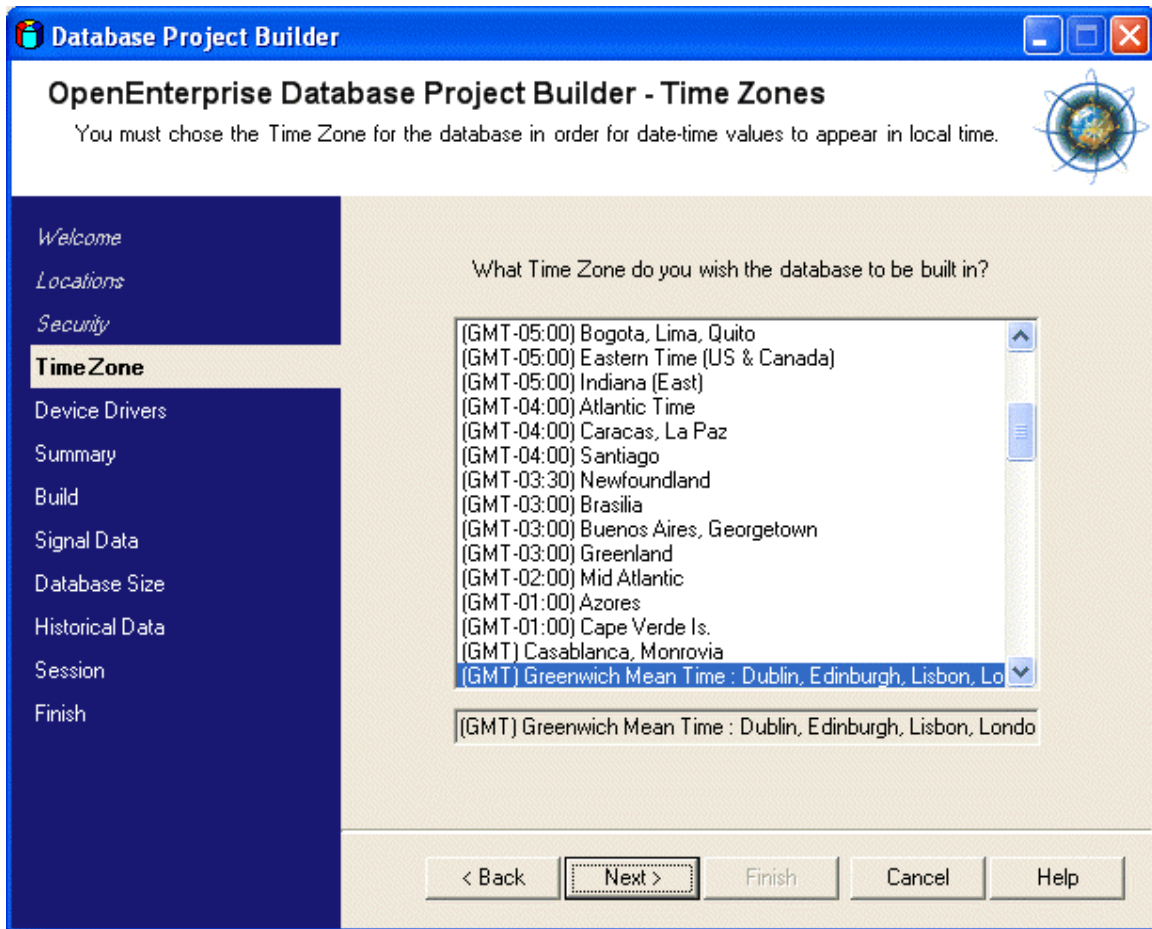 Database Project Builder
OpenEnterprise Database Project Builder - Time Zones
You must chose the Time Zone for the database in order for date-time values to appear in local time.
Welcome
Locations
Security
TimeZone
Device Drivers
Summary
Build
Signal Data
Database Size
Historical Data
Session
Finish
What Time Zone do you wish the database to be built in?
(GMT-05:00) Bogota, Lima, Quito
(GMT-05:00) Eastern Time (US & Canada)
(GMT-05:00) Indiana (East)
(GMT-04:00) Atlantic Time
(GMT-04:00) Caracas, La Paz
(GMT-04:00) Santiago
(GMT-03:30) Newfoundland
(GMT-03:00) Brasilia
(GMT-03:00) Buenos Aires, Georgetown
(GMT-03:00) Greenland
(GMT-02:00) Mid Atlantic
(GMT-01:00) Azores
(GMT-01:00) Cape Verde Is.
(GMT) Casablanca, Monrovia
(GMT) Greenwich Mean Time : Dublin, Edinburgh, Lisbon, Lo
(GMT) Greenwich Mean Time : Dublin, Edinburgh, Lisbon, Londo
< Back Next > Finish Cancel Help